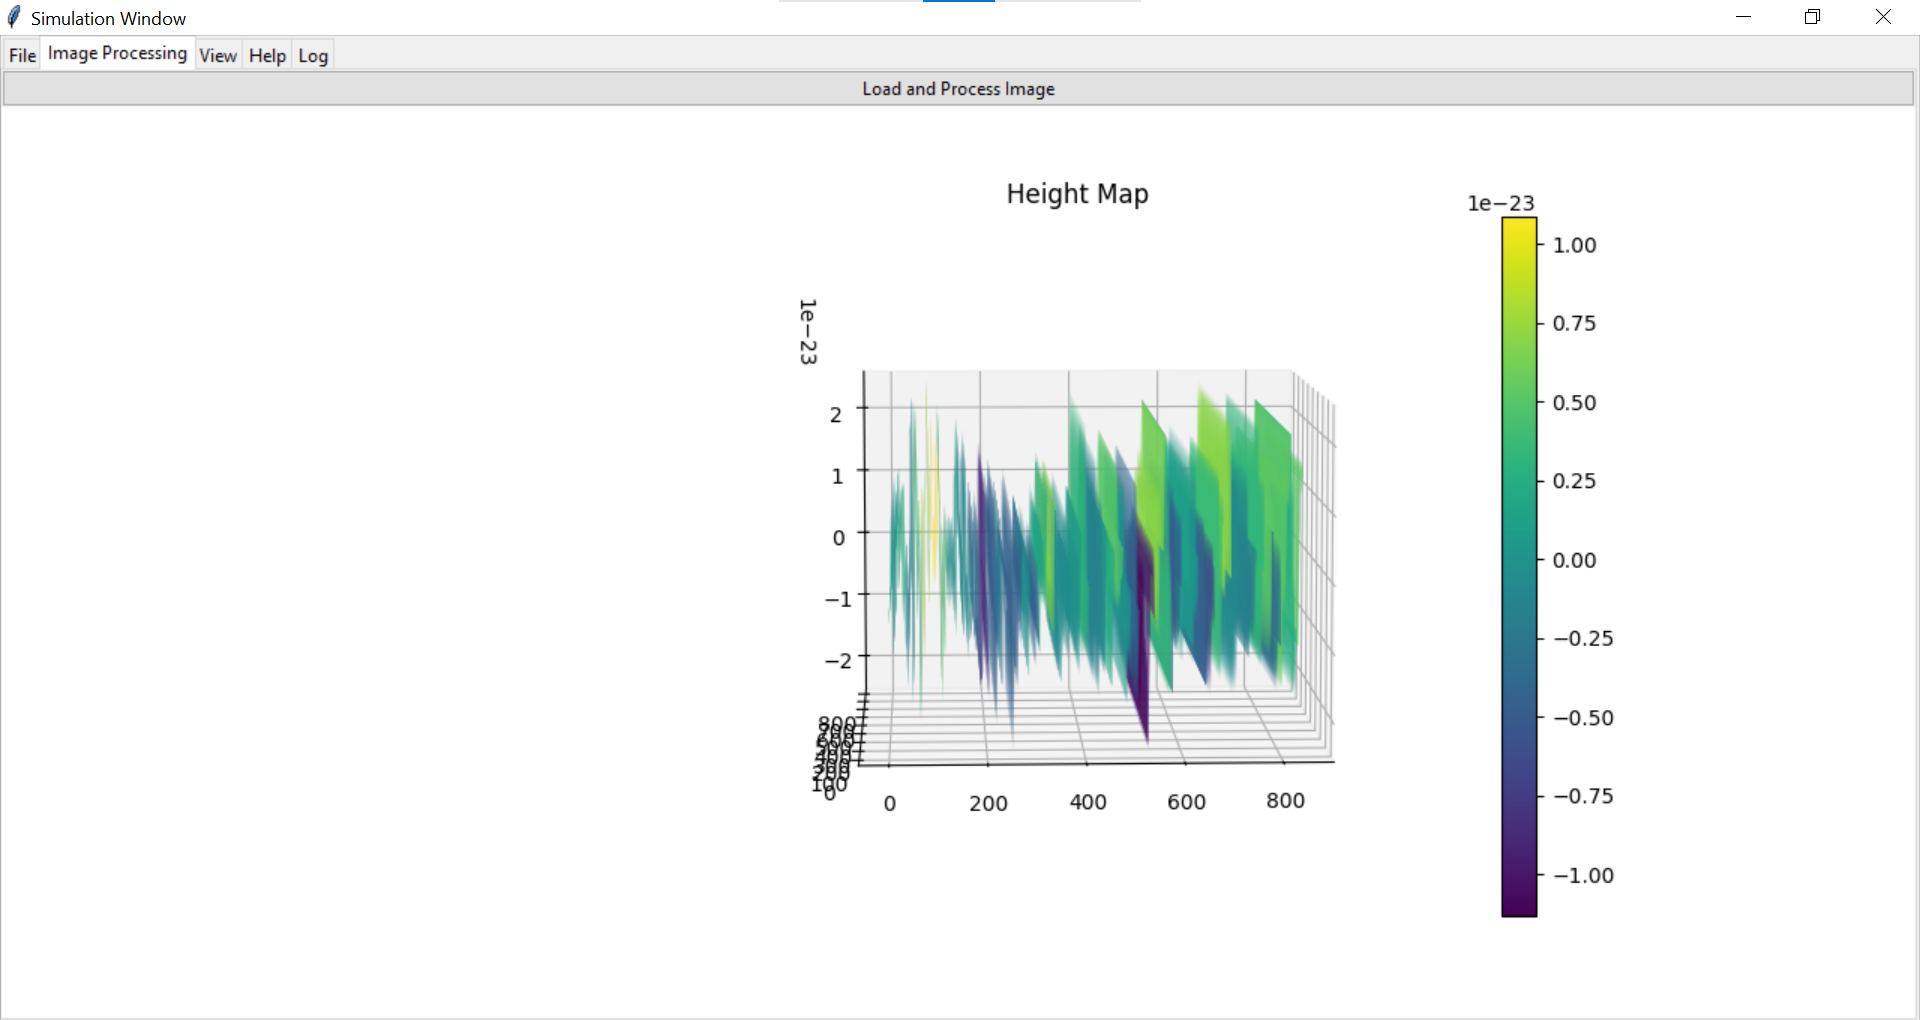 Simulation Window
File Image Processing View Help Log
Load and Process Image
Height Map
1e−23
1e−23
2
1
0
−1
−2
800
200
100
0
0 200 400 600 800
1.00
0.75
0.50
0.25
0.00
−0.25
−0.50
−0.75
−1.00